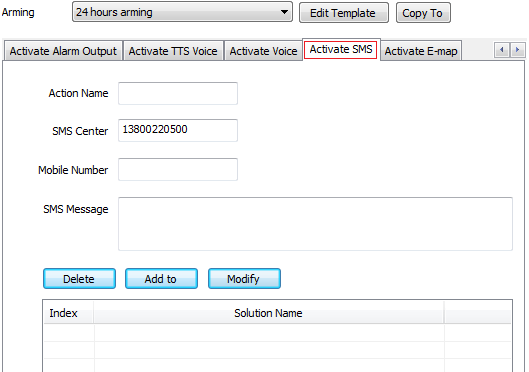 Arming 24 hours arming Edit Template Copy To
Activate Alarm Output Activate TTS Voice Activate Voice Activate SMS Activate E-map
Action Name
SMS Center 13800220500
Mobile Number
SMS Message
Delete Add to Modify
Index Solution Name